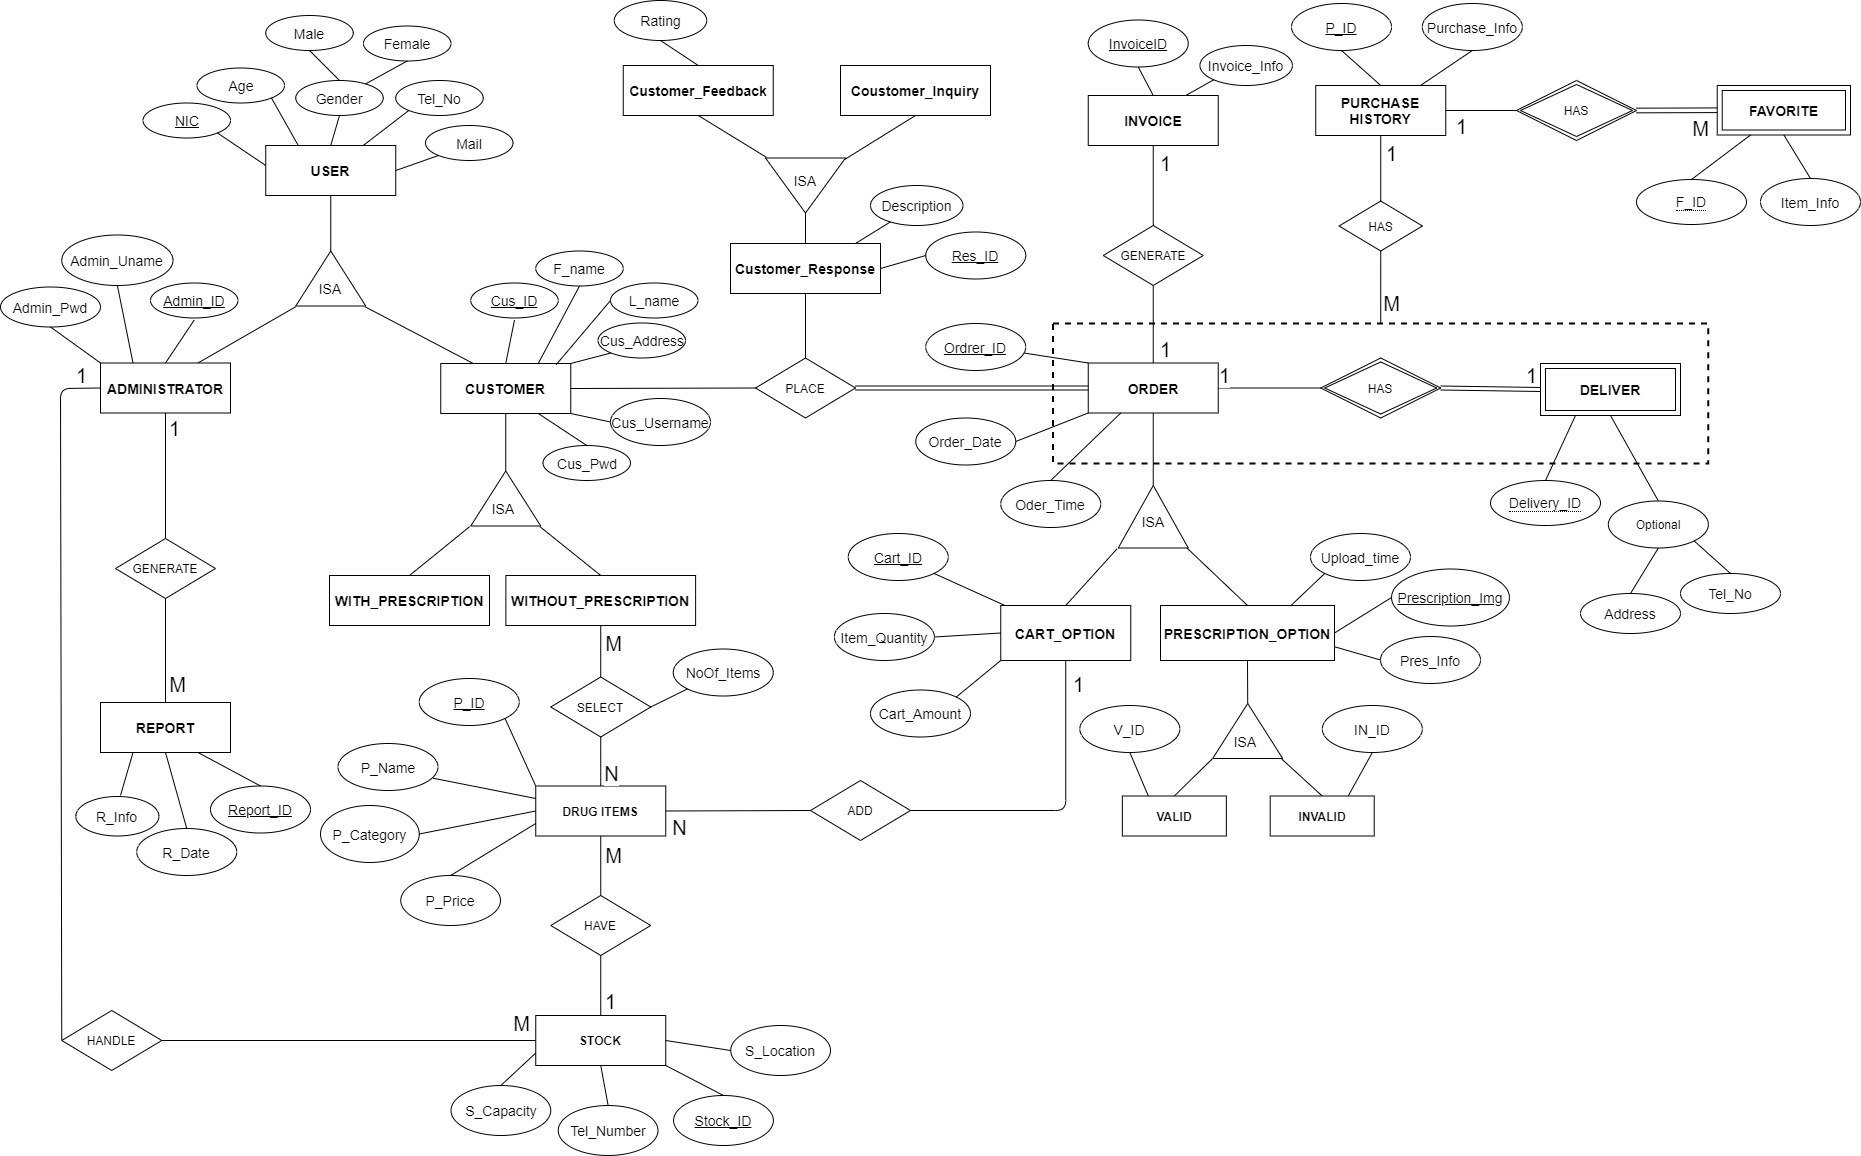 Rating
P_ID
Purchase_Info
Male
Female
InvoiceID
Invoice_Info
Age
Gender
Tel_No
Customer_Feedback
Coustomer_Inquiry
PURCHASE
HISTORY
1
HAS
M
FAVORITE
NIC
Mail
INVOICE
1
1
USER
ISA
F_ID
Item_Info
Description
HAS
Admin_Uname
F_name
Customer_Response
Res_ID
GENERATE
Admin_Pwd
Admin_ID
ISA
Cus_ID
L_name
M
Cus_Address
Ordrer_ID
1
1
ADMINISTRATOR
CUSTOMER
PLACE
ORDER
1
HAS
1
DELIVER
1
Cus_Username
Order_Date
Cus_Pwd
Oder_Time
Delivery_ID
ISA
ISA
Optional
GENERATE
Cart_ID
Upload_time
WITH_PRESCRIPTION
WITHOUT_PRESCRIPTION
Prescription_Img
Tel_No
Address
M
Item_Quantity
CART_OPTION
PRESCRIPTION_OPTION
Pres_Info
NoOf_Items
M
P_ID
SELECT
1
Cart_Amount
REPORT
V_ID
ISA
IN_ID
P_Name
N
R_Info
Report_ID
DRUG ITEMS
ADD
VALID
INVALID
P_Category
N
R_Date
M
P_Price
HAVE
1
M
HANDLE
STOCK
S_Location
S_Capacity
Tel_Number
Stock_ID